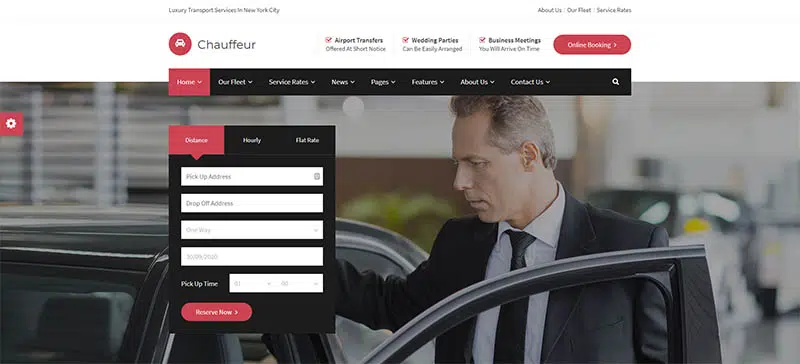 Luxury Transport Services In New York City
About Us
Our Fleet
Service Rates
Chauffeur
Airport Transfers
Offered At Short Notice
Wedding Parties
Can Be Easily Arranged
Business Meetings
You Will Arrive On Time
Online Booking
Home
Our Fleet
Service Rates
News
Pages
Features
About Us
Contact Us
Distance
Hourly
Flat Rate
Pick Up Address
Drop Off Address
One Way
30/09/2020
Pick Up Time
01
00
Reserve Now